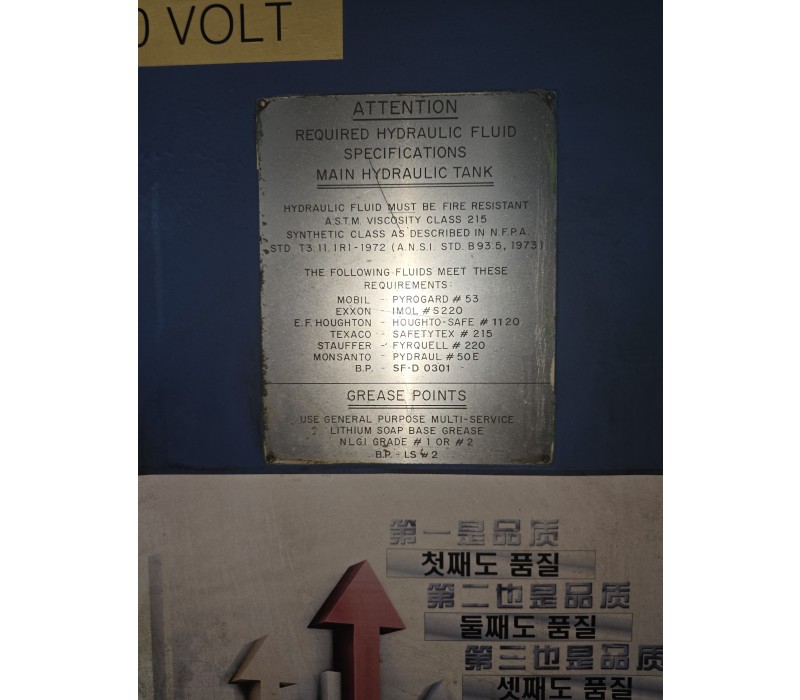 0 VOLT
ATTENTION
REQUIRED HYDRAULIC FLUID
SPECIFICATIONS
MAIN HYDRAULIC TANK
HYDRAULIC FLUID MUST BE FIRE RESISTANT
A.S.T.M. VISCOSITY CLASS 215
SYNTHETIC CLASS AS DESCRIBED IN N.F.P.A.
STD T3.11.1R1-1972 (A.N.S.I. STD. B93.5, 1973)
THE FOLLOWING FLUIDS MEET THESE
REQUIREMENTS:
MOBIL - PYROGARD # 53
EXXON - IMOL # S220
E.F. HOUGHTON - HOUGHTO-SAFE # 1120
TEXACO - SAFETYTEX # 215
STAUFFER - FYRQUELL # 220
MONSANTO - PYDRAUL # 50E
B.P. - SF-D 0301
GREASE POINTS
USE GENERAL PURPOSE MULTI-SERVICE
LITHIUM SOAP BASE GREASE
NLGI GRADE # 1 OR # 2
B.P. - LS # 2
第一是品质
첫째도 품질
第二也是品质
둘째도 품질
第三也是品质
셋째도 품질